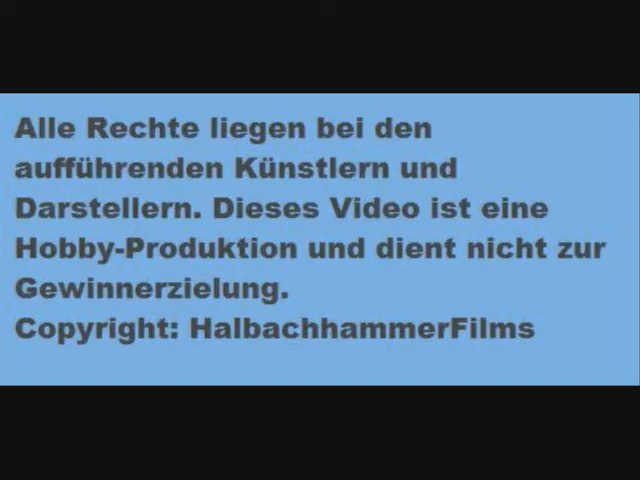 Alle Rechte liegen bei den
aufführenden Künstlern und
Darstellern. Dieses Video ist eine
Hobby-Produktion und dient nicht zur
Gewinnerzielung.
Copyright: HalbachhammerFilms